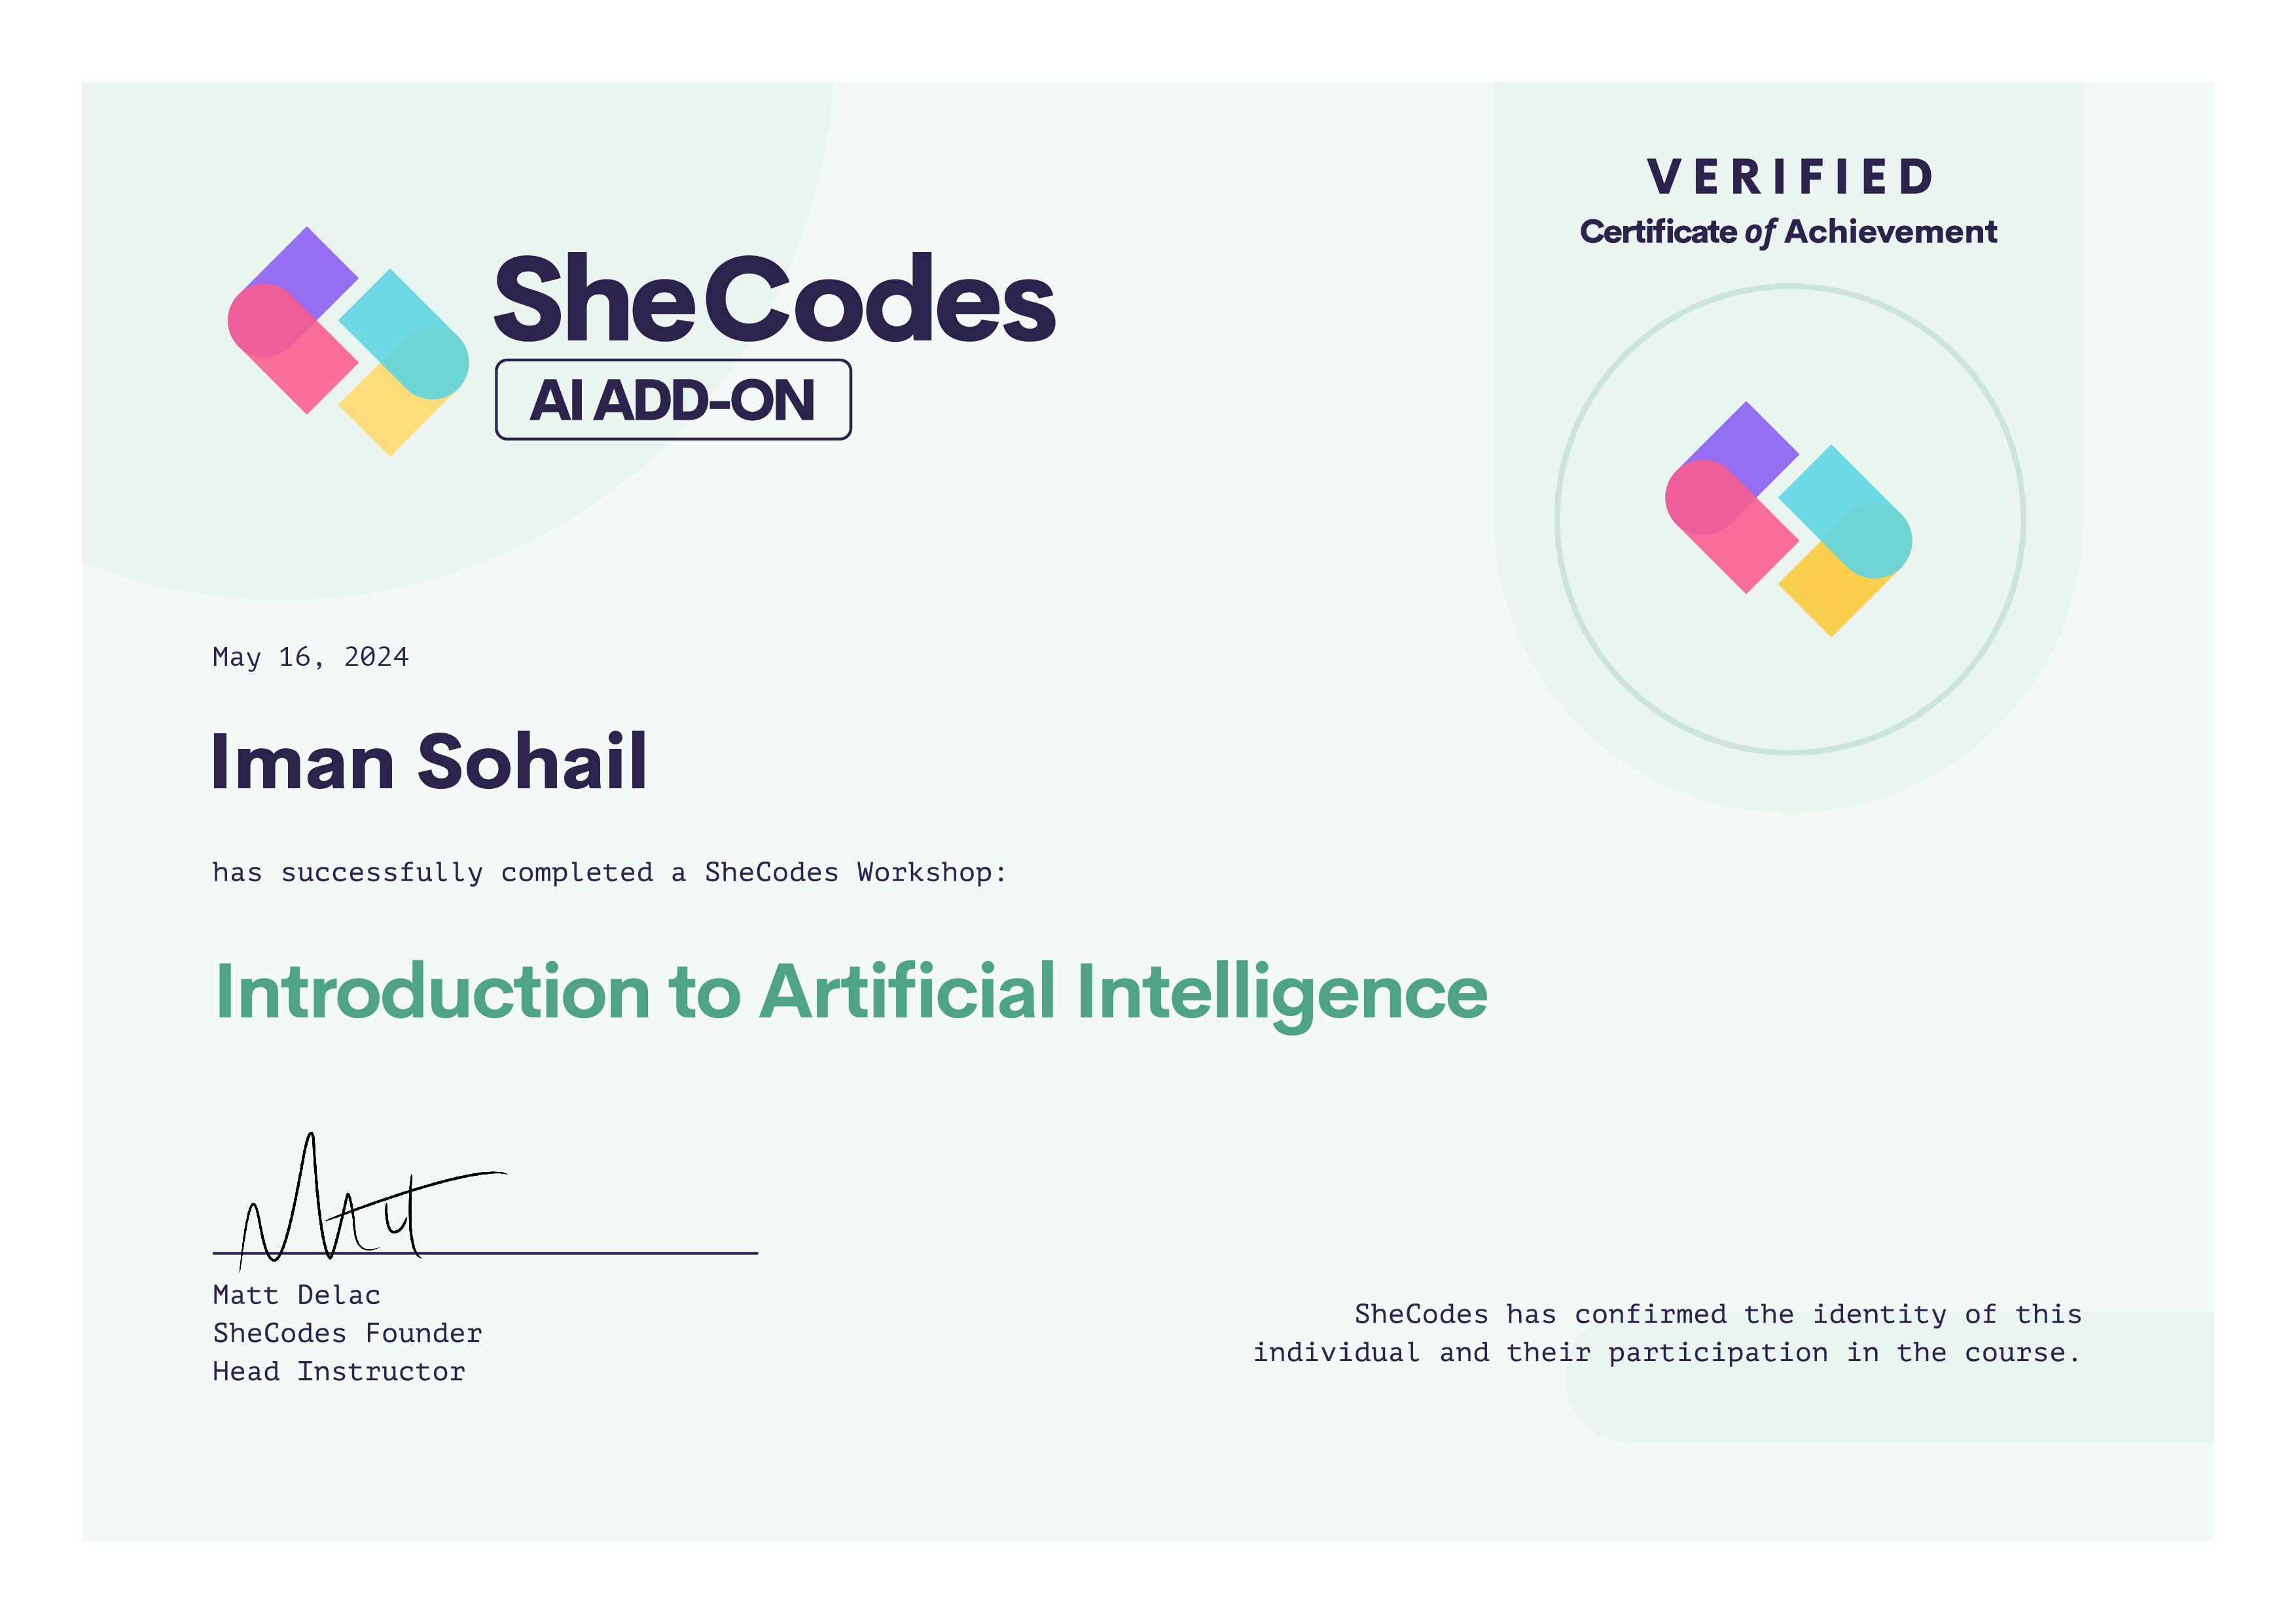 VERIFIED
Certificate of Achievement
SheCodes
AI ADD-ON
May 16, 2024
Iman Sohail
has successfully completed a SheCodes Workshop:
Introduction to Artificial Intelligence
Matt
Matt Delac
SheCodes Founder
Head Instructor
SheCodes has confirmed the identity of this
individual and their participation in the course.